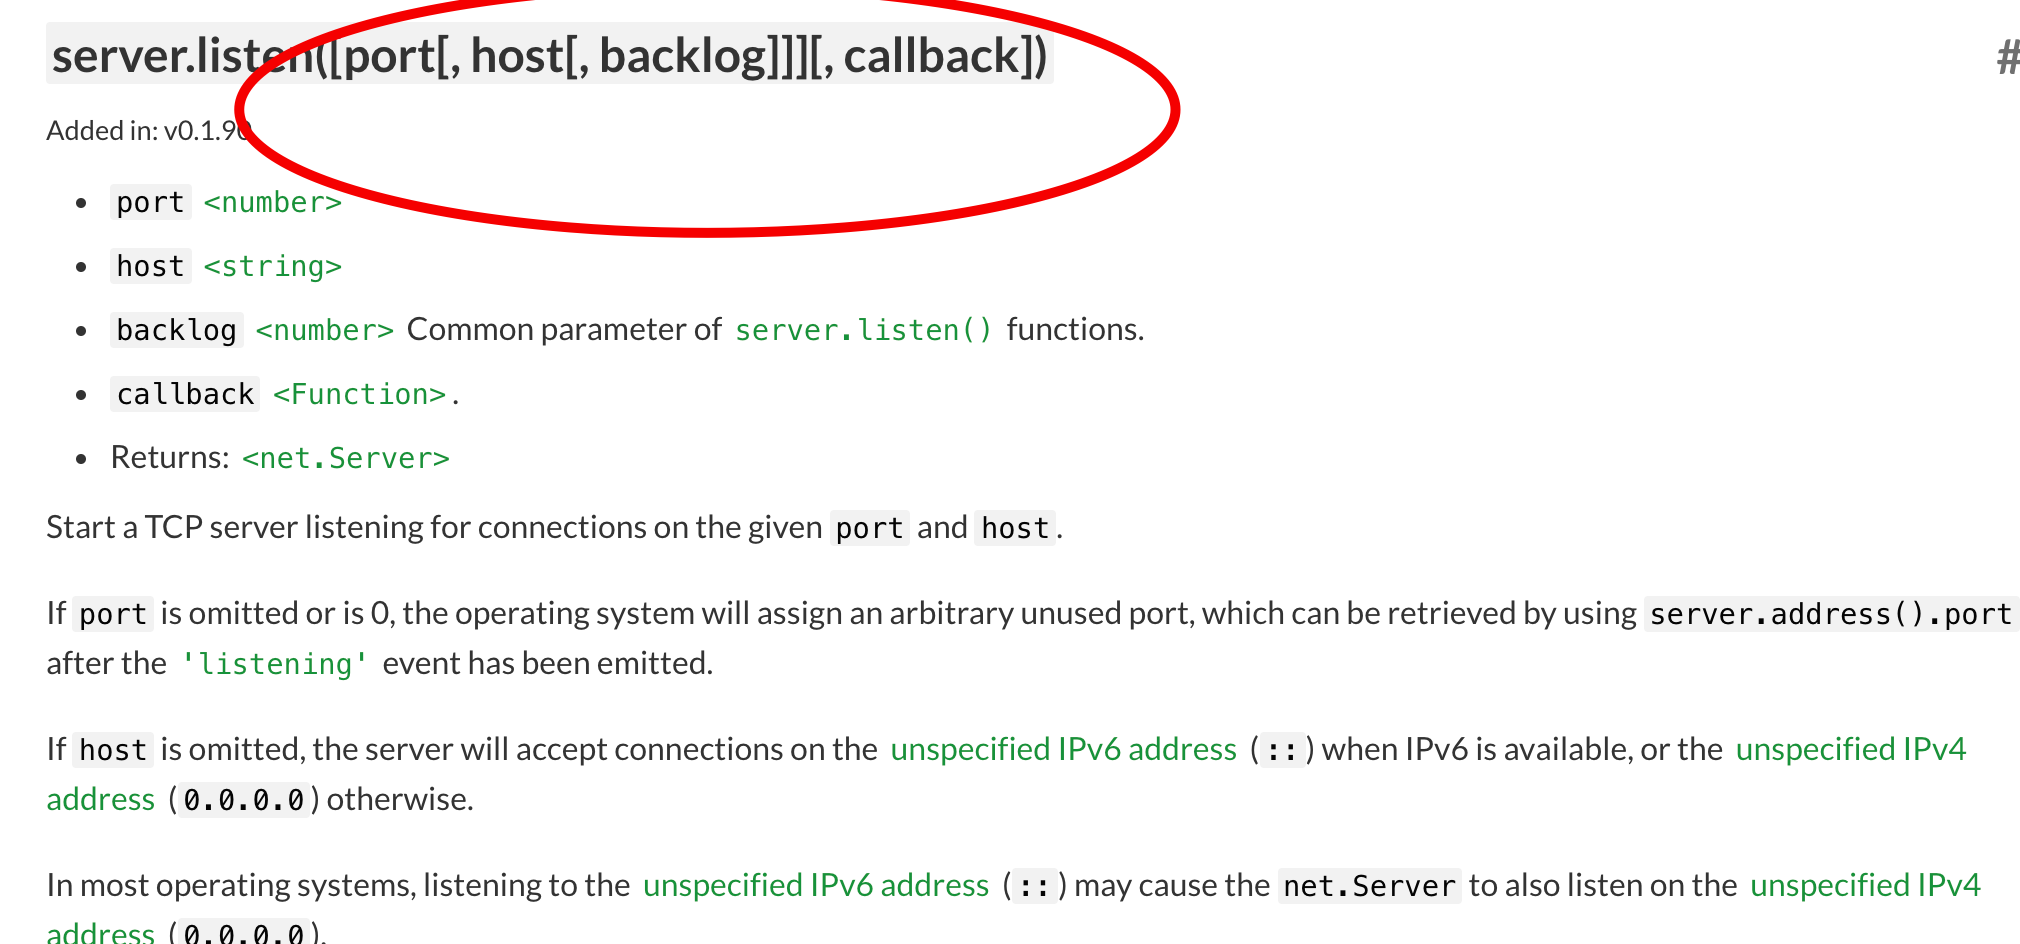 server.listen([port[, host[, backlog]]][, callback])
#
Added in: v0.1.90
port <number>
host <string>
backlog <number> Common parameter of server.listen() functions.
callback <Function>.
Returns: <net.Server>
Start a TCP server listening for connections on the given port and host.
If port is omitted or is 0, the operating system will assign an arbitrary unused port, which can be retrieved by using server.address().port
after the 'listening' event has been emitted.
If host is omitted, the server will accept connections on the unspecified IPv6 address (::) when IPv6 is available, or the unspecified IPv4
address (0.0.0.0) otherwise.
In most operating systems, listening to the unspecified IPv6 address (::) may cause the net.Server to also listen on the unspecified IPv4
address (0.0.0.0).